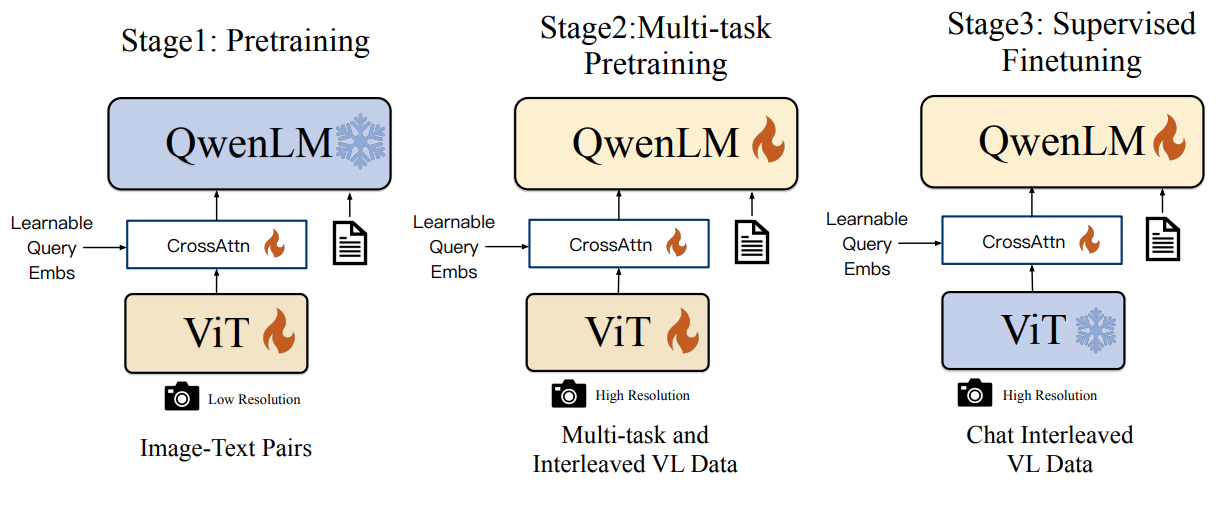 Stage1: Pretraining
QwenLM
Learnable
Query
Embs
CrossAttn
ViT
Low Resolution
Image-Text Pairs
Stage2:Multi-task
Pretraining
QwenLM
Learnable
Query
Embs
CrossAttn
ViT
High Resolution
Multi-task and
Interleaved VL Data
Stage3: Supervised
Finetuning
QwenLM
Learnable
Query
Embs
CrossAttn
ViT
High Resolution
Chat Interleaved
VL Data